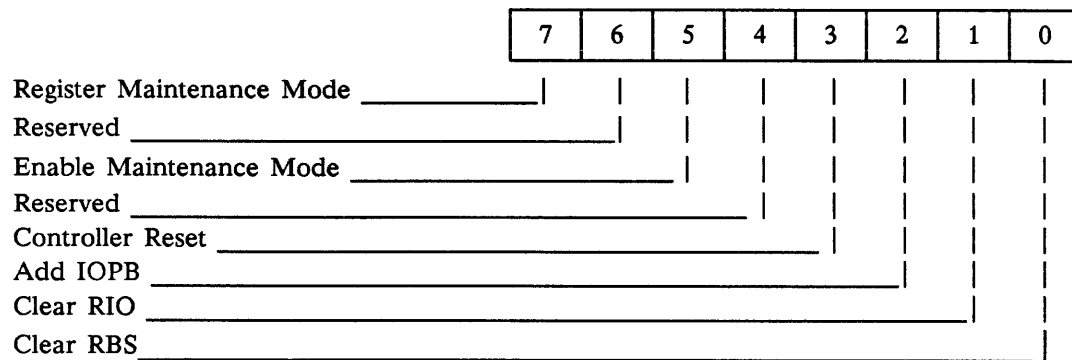 7 6 5 4 3 2 1 0
Register Maintenance Mode
Reserved
Enable Maintenance Mode
Reserved
Controller Reset
Add IOPB
Clear RIO
Clear RBS